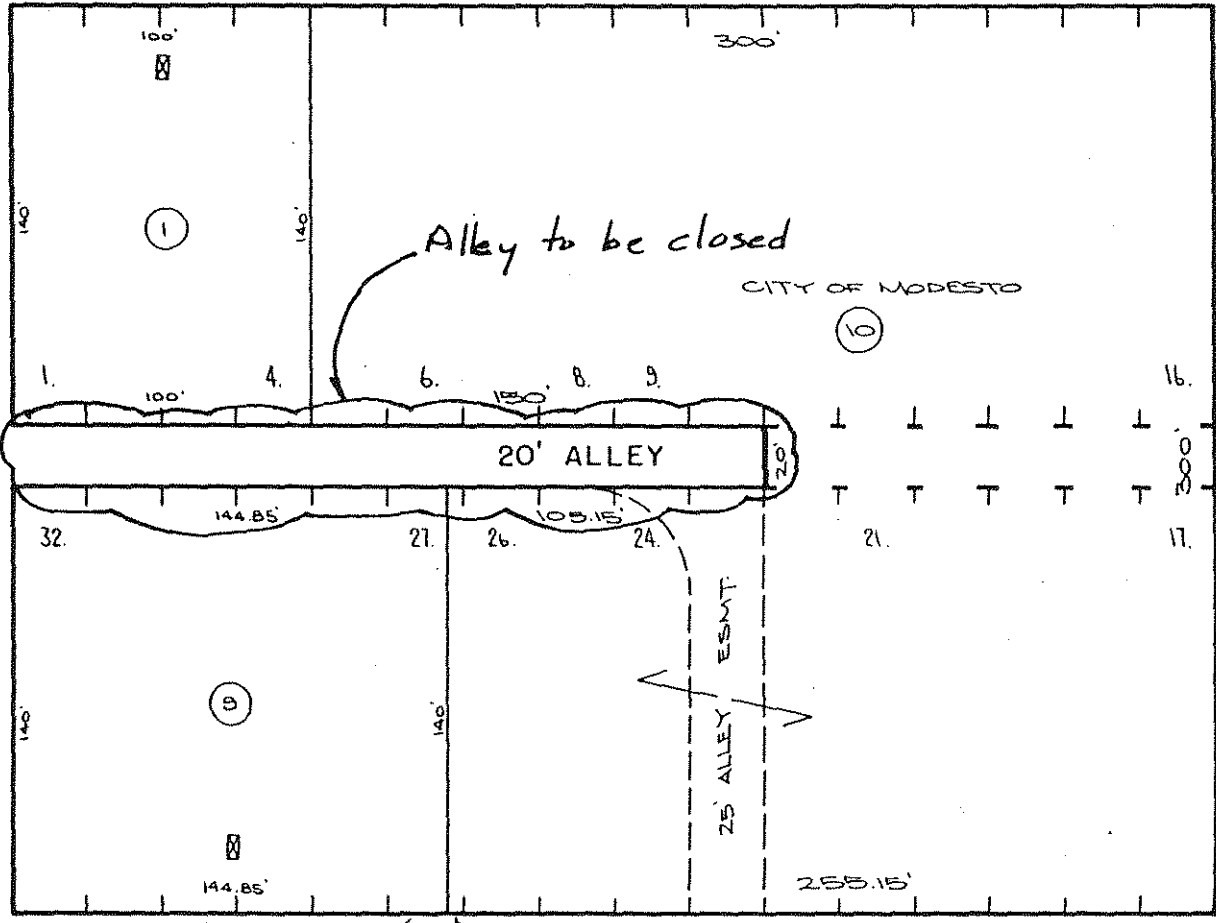 100'
300'
140'
140'
1
Alley to be closed
CITY OF MODESTO
10
1. 4. 6. 8. 9. 16.
100' 150'
20' ALLEY
20'
300'
144.85' 105.15'
32. 27. 26. 24. 21. 17.
25' ALLEY ESMT.
9
140'
140'
144.85'
255.15'